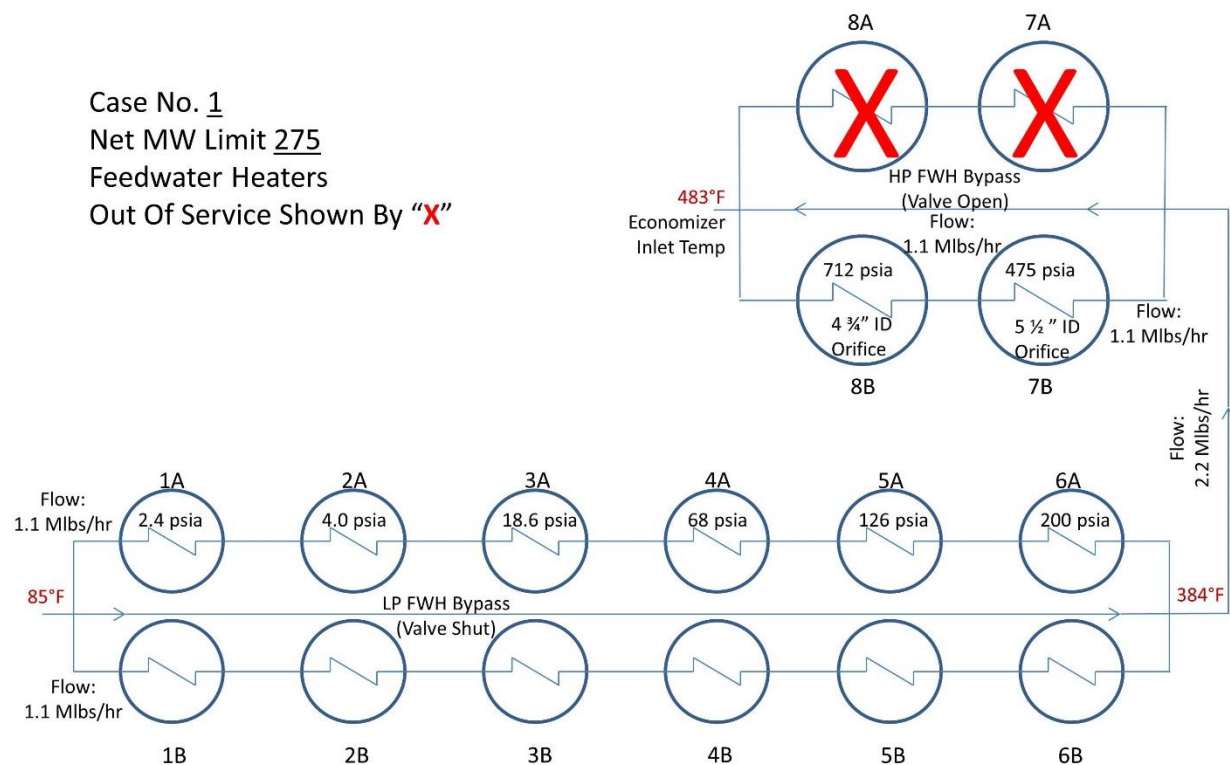 Case No. 1
Net MW Limit 275
Feedwater Heaters
Out Of Service Shown By “X”
8A
7A
X
X
483°F
Economizer
Inlet Temp
HP FWH Bypass
(Valve Open)
Flow:
1.1 Mlbs/hr
712 psia
4 ¾” ID
Orifice
475 psia
5 ½ ” ID
Orifice
Flow:
1.1 Mlbs/hr
8B
7B
Flow:
2.2 Mlbs/hr
1A
2A
3A
4A
5A
6A
Flow:
1.1 Mlbs/hr
2.4 psia
4.0 psia
18.6 psia
68 psia
126 psia
200 psia
85°F
LP FWH Bypass
(Valve Shut)
384°F
Flow:
1.1 Mlbs/hr
1B
2B
3B
4B
5B
6B